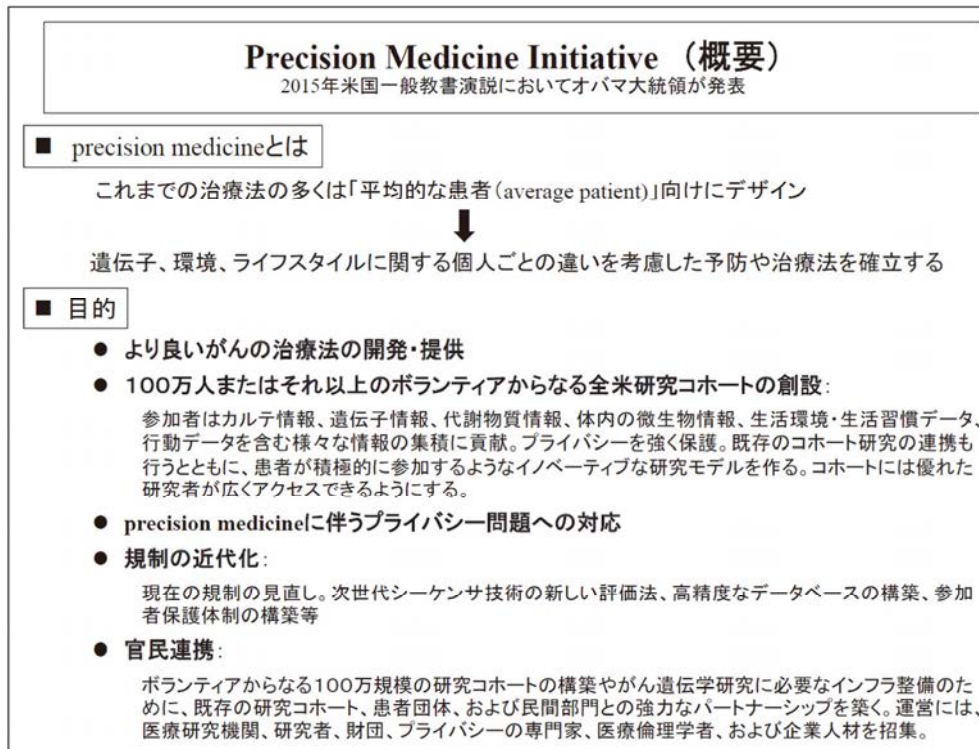 Precision Medicine Initiative （概要）
2015年米国一般教書演説においてオバマ大統領が発表
■ precision medicineとは
これまでの治療法の多くは「平均的な患者（average patient）」向けにデザイン
遺伝子、環境、ライフスタイルに関する個人ごとの違いを考慮した予防や治療法を確立する
■ 目的
● より良いがんの治療法の開発・提供
● 100万人またはそれ以上のボランティアからなる全米研究コホートの創設：
参加者はカルテ情報、遺伝子情報、代謝物質情報、体内の微生物情報、生活環境・生活習慣データ、
行動データを含む様々な情報の集積に貢献。プライバシーを強く保護。既存のコホート研究の連携も
行うとともに、患者が積極的に参加するようなイノベーティブな研究モデルを作る。コホートには優れた
研究者が広くアクセスできるようにする。
● precision medicineに伴うプライバシー問題への対応
● 規制の近代化：
現在の規制の見直し。次世代シーケンサ技術の新しい評価法、高精度なデータベースの構築、参加
者保護体制の構築等
● 官民連携：
ボランティアからなる100万規模の研究コホートの構築やがん遺伝学研究に必要なインフラ整備のた
めに、既存の研究コホート、患者団体、および民間部門との強力なパートナーシップを築く。運営には、
医療研究機関、研究者、財団、プライバシーの専門家、医療倫理学者、および企業人材を招集。